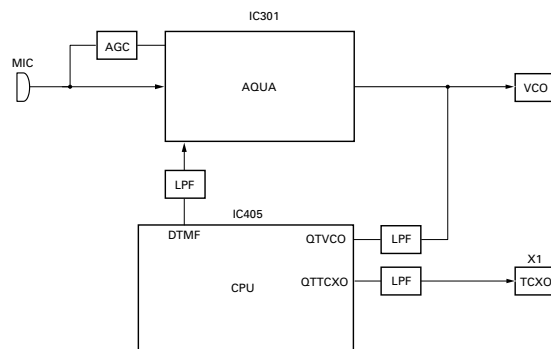 IC301
AGC
MIC
AQUA
VCO
LPF
IC405
DTMF
QTVCO
LPF
X1
QTTCXO
LPF
TCXO
CPU